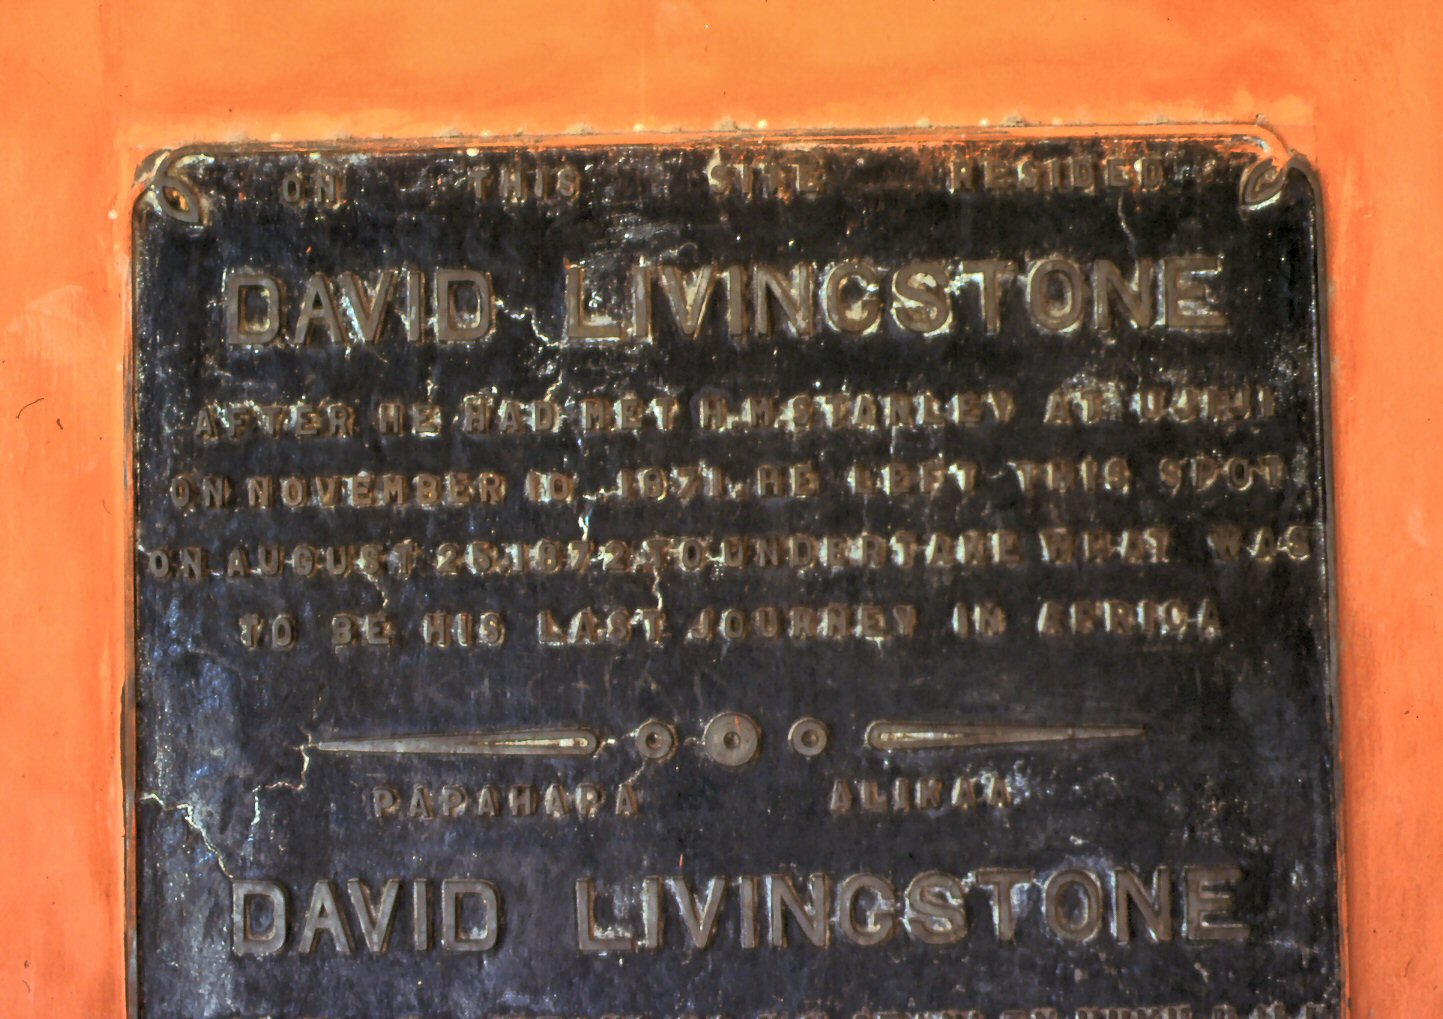 ON THIS SITE RESIDED
DAVID LIVINGSTONE
AFTER HE HAD MET H.M.STANLEY AT UJIJI
ON NOVEMBER 10, 1871. HE LEFT THIS SPOT
ON AUGUST 25.1872.TO UNDERTAKE WHAT WAS
TO BE HIS LAST JOURNEY IN AFRICA
PAPAHAPA ALIKAA
DAVID LIVINGSTONE